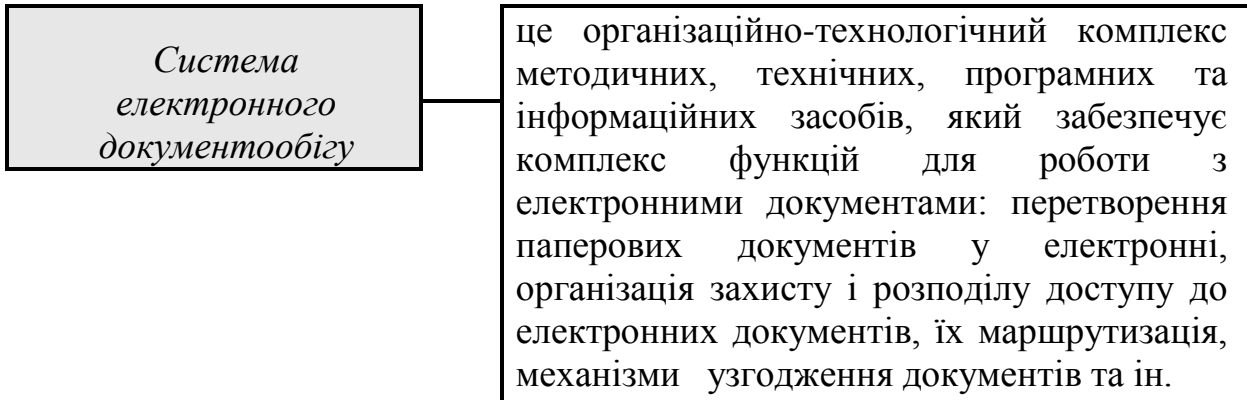 Система
електронного
документообігу
це організаційно-технологічний комплекс
методичних, технічних, програмних та
інформаційних засобів, який забезпечує
комплекс функцій для роботи з
електронними документами: перетворення
паперових документів у електронні,
організація захисту і розподілу доступу до
електронних документів, їх маршрутизація,
механізми узгодження документів та ін.